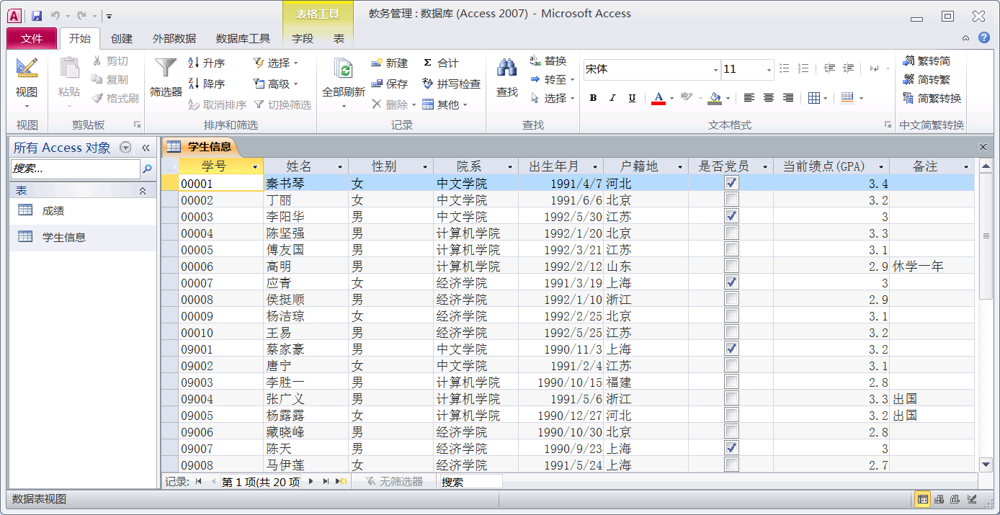 教务管理 : 数据库 (Access 2007) - Microsoft Access
表格工具
文件 开始 创建 外部数据 数据库工具 字段 表
视图 粘贴 剪切 复制 格式刷
筛选器 升序 降序 取消排序 选择 高级 切换筛选
全部刷新 新建 保存 删除 合计 拼写检查 其他
查找 替换 转至 选择
宋体 11
B I U A ab
繁转简 简转繁 简繁转换
视图 剪贴板 排序和筛选 记录 查找 文本格式 中文简繁转换
所有 Access 对象
搜索...
表
成绩
学生信息
学生信息
学号 姓名 性别 院系 出生年月 户籍地 是否党员 当前绩点(GPA) 备注
00001 秦书琴 女 中文学院 1991/4/7 河北 3.4
00002 丁丽 女 中文学院 1991/6/6 北京 3.2
00003 李阳华 男 中文学院 1992/5/30 江苏 3
00004 陈坚强 男 计算机学院 1992/1/20 北京 3.3
00005 傅友国 男 计算机学院 1992/3/21 江苏 3.1
00006 高明 男 计算机学院 1992/2/12 山东 2.9 休学一年
00007 应青 女 经济学院 1991/3/19 上海 3
00008 侯挺顺 男 经济学院 1992/1/10 浙江 2.9
00009 杨洁琼 女 经济学院 1992/2/25 北京 3.1
00010 王易 男 经济学院 1992/5/25 江苏 3.2
09001 蔡家豪 男 中文学院 1990/11/3 上海 3.2
09002 唐宁 女 中文学院 1991/2/4 江苏 3.1
09003 李胜一 男 计算机学院 1990/10/15 福建 2.8
09004 张广义 男 计算机学院 1991/5/6 浙江 3.3 出国
09005 杨露露 女 计算机学院 1990/12/27 河北 3.2 出国
09006 藏晓峰 男 经济学院 1990/10/30 北京 2.8
09007 陈天 男 经济学院 1990/9/23 上海 3
09008 马伊莲 女 经济学院 1991/5/24 上海 2.7
记录: 第 1 项(共 20 项 无筛选器 搜索
数据表视图